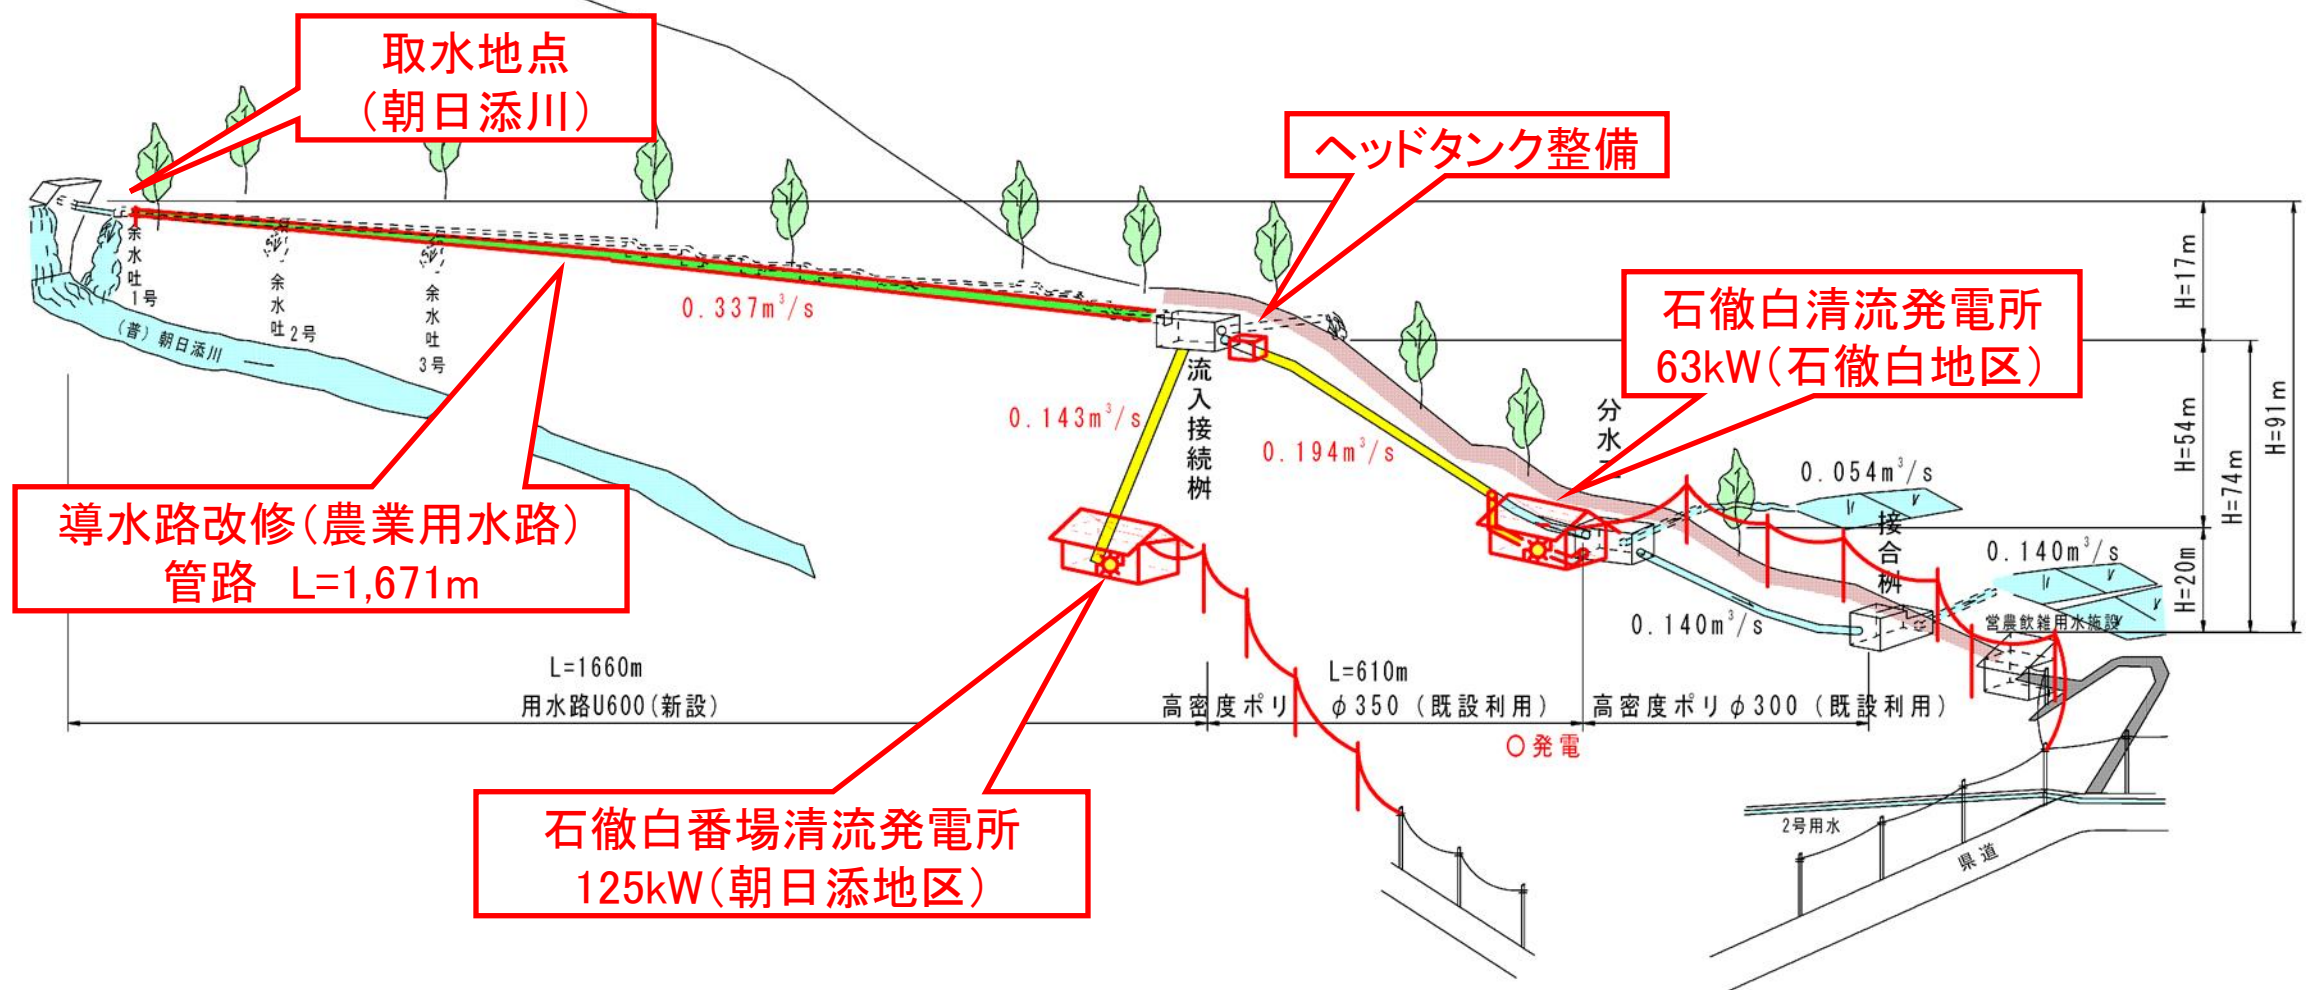 取水地点
（朝日添川）
ヘッドタンク整備
石徹白清流発電所
63kW（石徹白地区）
導水路改修（農業用水路）
管路 L=1,671m
石徹白番場清流発電所
125kW（朝日添地区）
余水吐1号
余水吐2号
余水吐3号
（普）朝日添川
0.337m³/s
0.143m³/s
0.194m³/s
流入接続桝
分水
0.054m³/s
接合桝
0.140m³/s
0.140m³/s
営農飲雑用水施設
H=17m
H=54m
H=20m
H=74m
H=91m
L=1660m
用水路U600(新設)
L=610m
高密度ポリ φ350 (既設利用)
高密度ポリφ300 (既設利用)
○発電
2号用水
県道